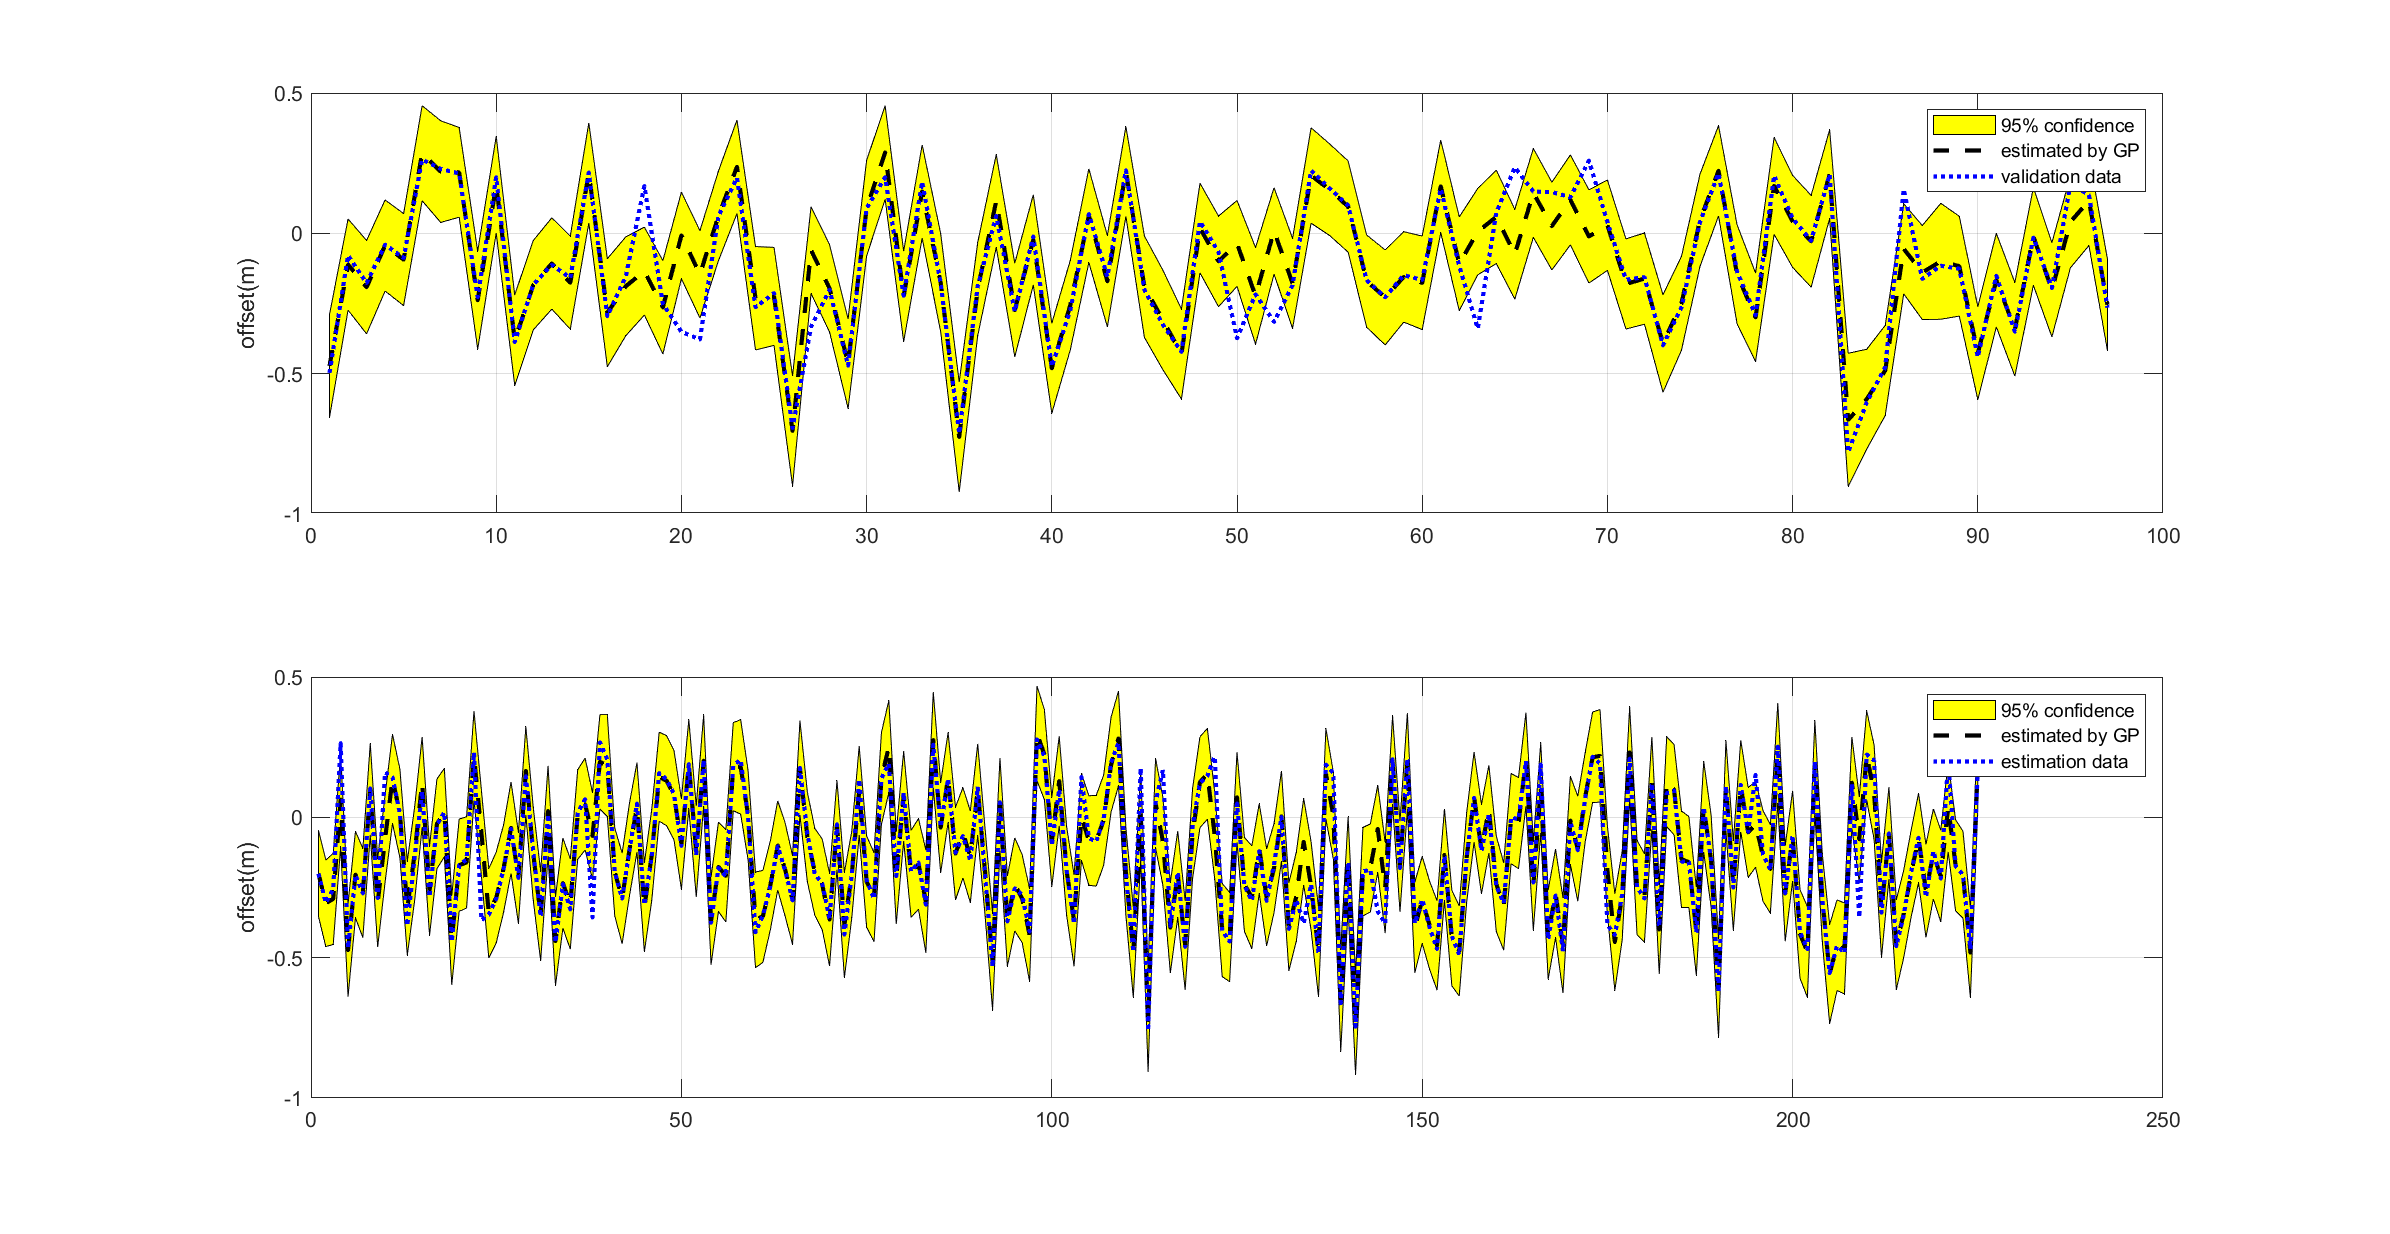 0.5
0
-0.5
-1
offset(m)
0 10 20 30 40 50 60 70 80 90 100
95% confidence
estimated by GP
validation data
0.5
0
-0.5
-1
offset(m)
0 50 100 150 200 250
95% confidence
estimated by GP
estimation data